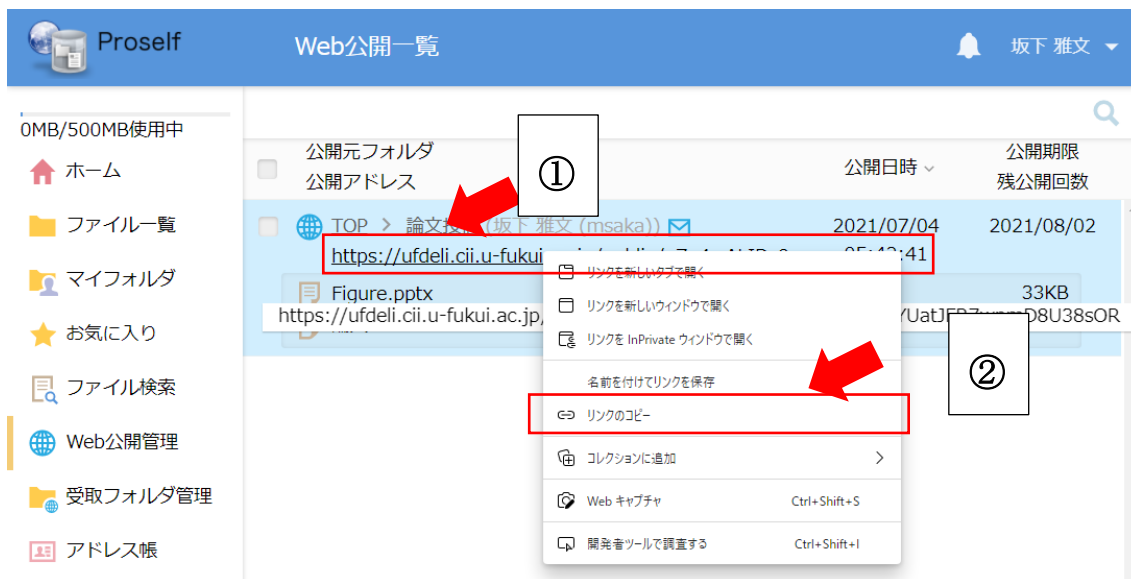 Proself
Web公開一覧
坂下 雅文
0MB/500MB使用中
ホーム
ファイル一覧
マイフォルダ
お気に入り
ファイル検索
Web公開管理
受取フォルダ管理
アドレス帳
公開元フォルダ
公開アドレス
公開日時
公開期限
残公開回数
①
TOP > 論文投稿 (坂下 雅文 (msaka))
2021/07/04
2021/08/02
https://ufdeli.cii.u-fukui
:41
Figure.pptx
33KB
https://ufdeli.cii.u-fukui.ac.jp/
リンクを新しいタブで開く
リンクを新しいウィンドウで開く
リンクを InPrivate ウィンドウで開く
名前を付けてリンクを保存
②
リンクのコピー
コレクションに追加
Web キャプチャ Ctrl+Shift+S
開発者ツールで調査する Ctrl+Shift+I